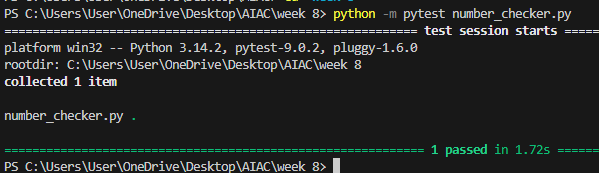 PS C:\Users\User\OneDrive\Desktop\AIAC\week 8> python -m pytest number_checker.py
======================================================= test session starts =====
platform win32 -- Python 3.14.2, pytest-9.0.2, pluggy-1.6.0
rootdir: C:\Users\User\OneDrive\Desktop\AIAC\week 8
collected 1 item
number_checker.py .
======================================================== 1 passed in 1.72s ======
PS C:\Users\User\OneDrive\Desktop\AIAC\week 8>